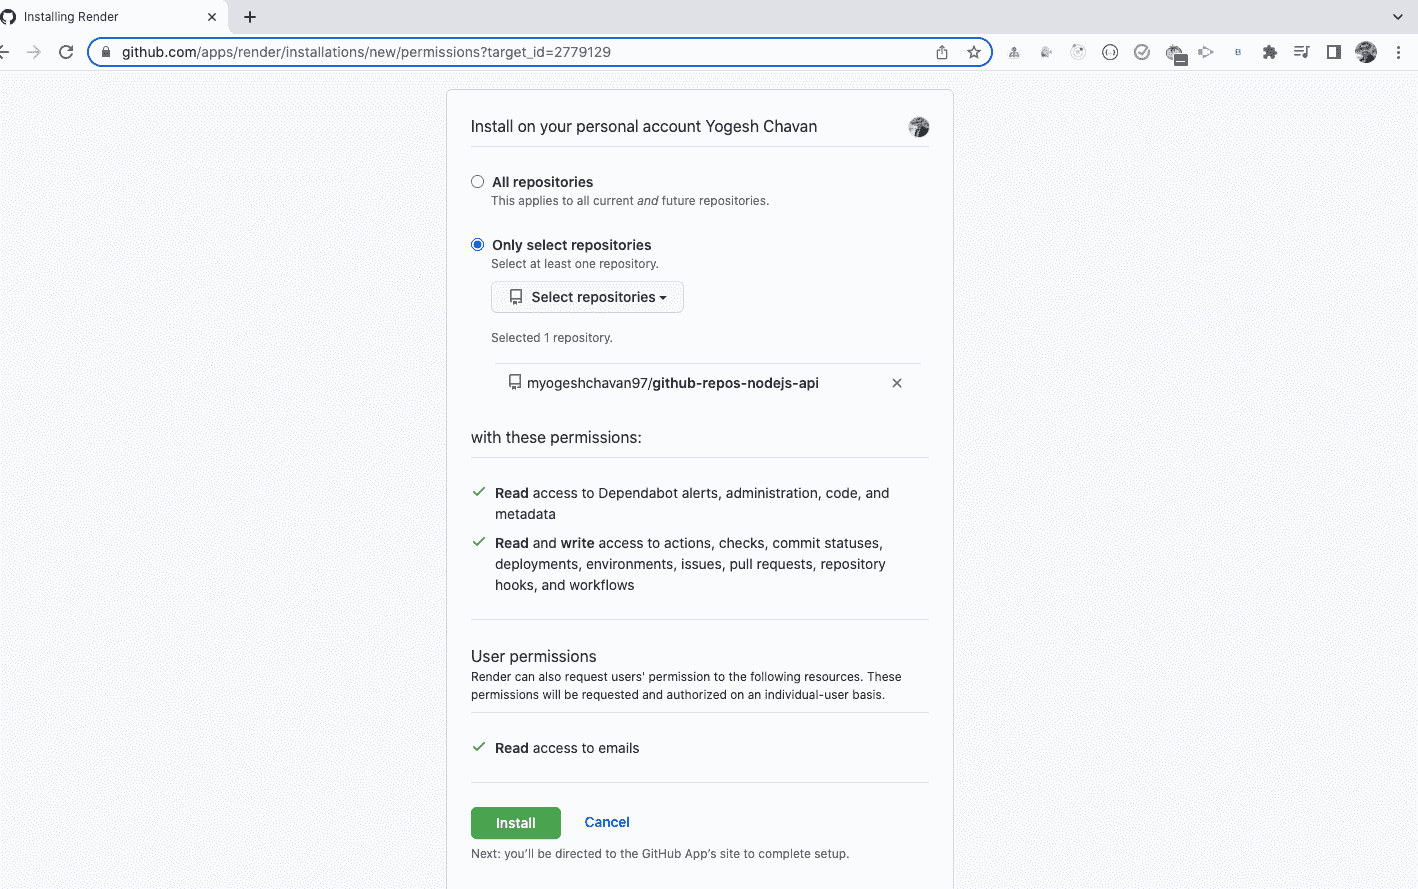 Installing Render
github.com/apps/render/installations/new/permissions?target_id=2779129
B
Install on your personal account Yogesh Chavan
All repositories
This applies to all current and future repositories.
Only select repositories
Select at least one repository.
Select repositories
Selected 1 repository.
myogeshchavan97/github-repos-nodejs-api
with these permissions:
Read access to Dependabot alerts, administration, code, and
metadata
Read and write access to actions, checks, commit statuses,
deployments, environments, issues, pull requests, repository
hooks, and workflows
User permissions
Render can also request users' permission to the following resources. These
permissions will be requested and authorized on an individual-user basis.
Read access to emails
Install Cancel
Next: you’ll be directed to the GitHub App’s site to complete setup.